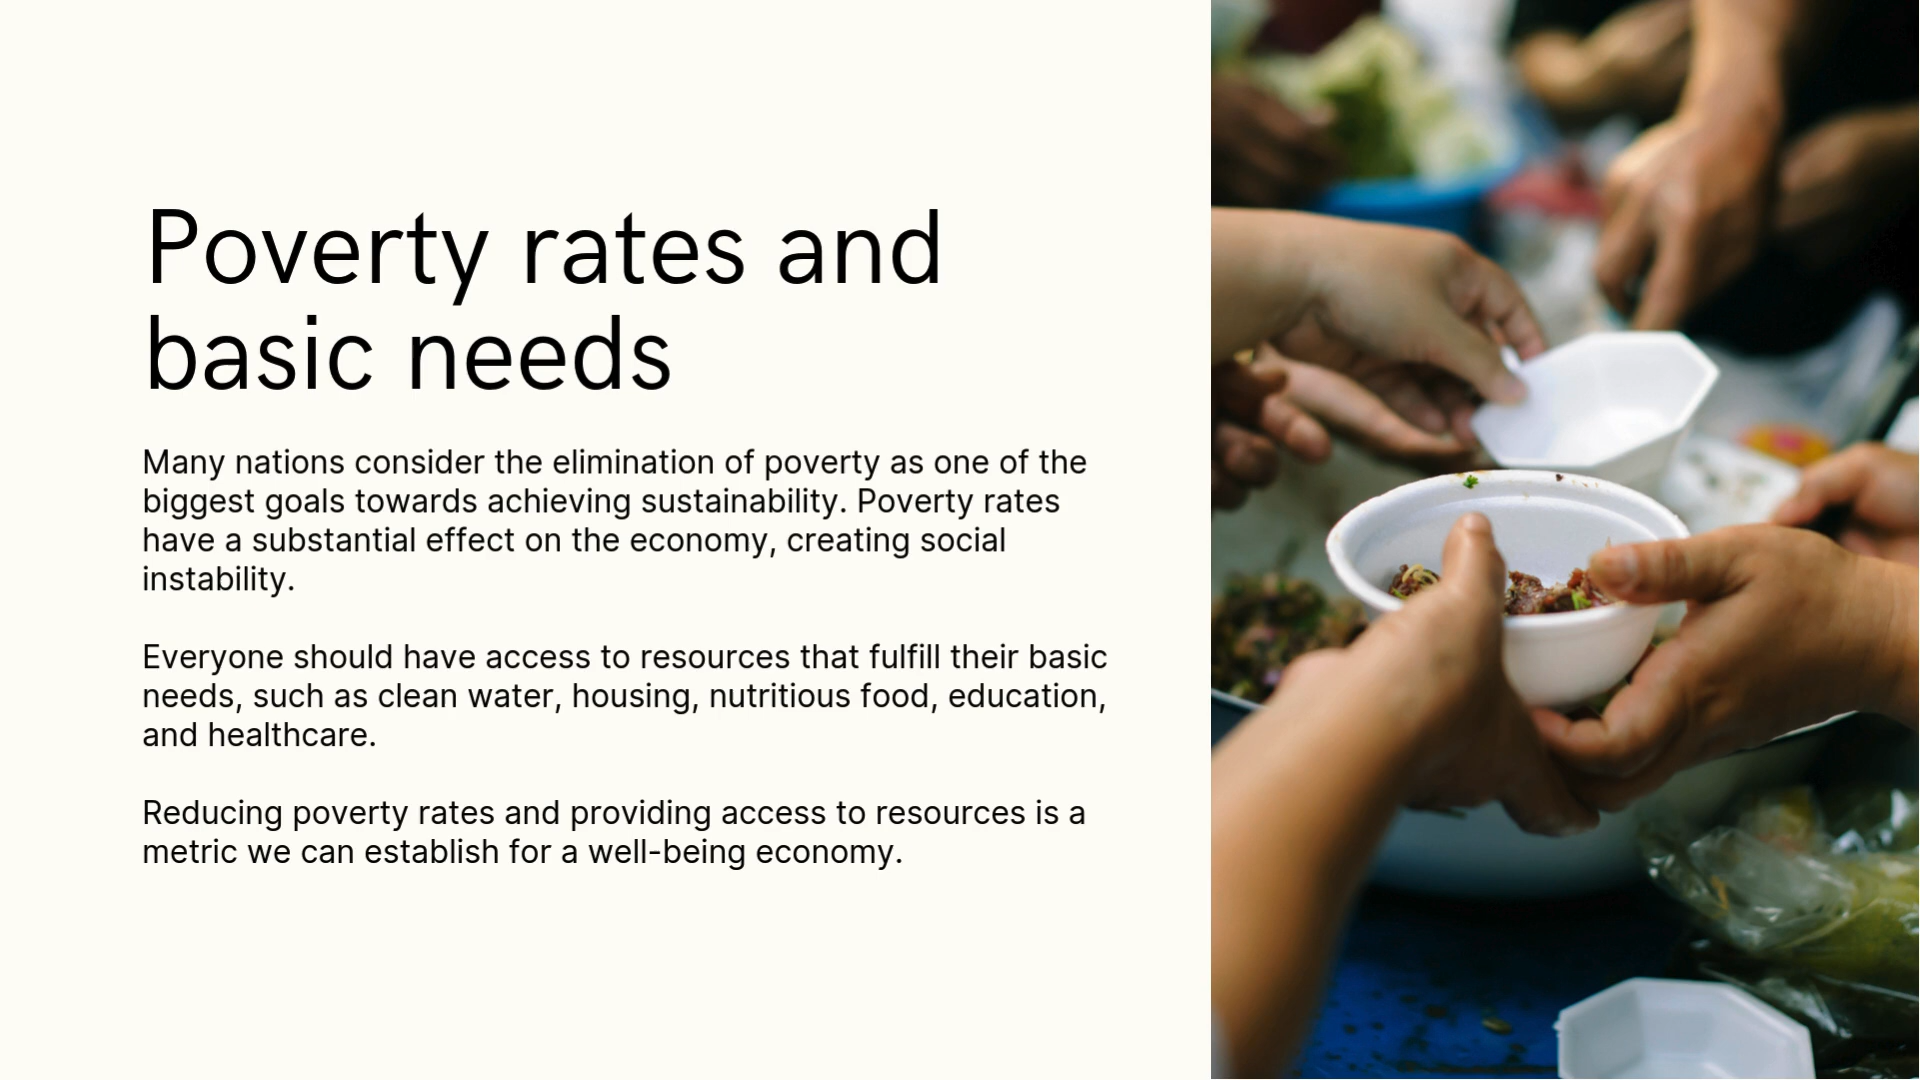 Poverty rates and
basic needs
Many nations consider the elimination of poverty as one of the
biggest goals towards achieving sustainability. Poverty rates
have a substantial effect on the economy, creating social
instability.
Everyone should have access to resources that fulfill their basic
needs, such as clean water, housing, nutritious food, education,
and healthcare.
Reducing poverty rates and providing access to resources is a
metric we can establish for a well-being economy.